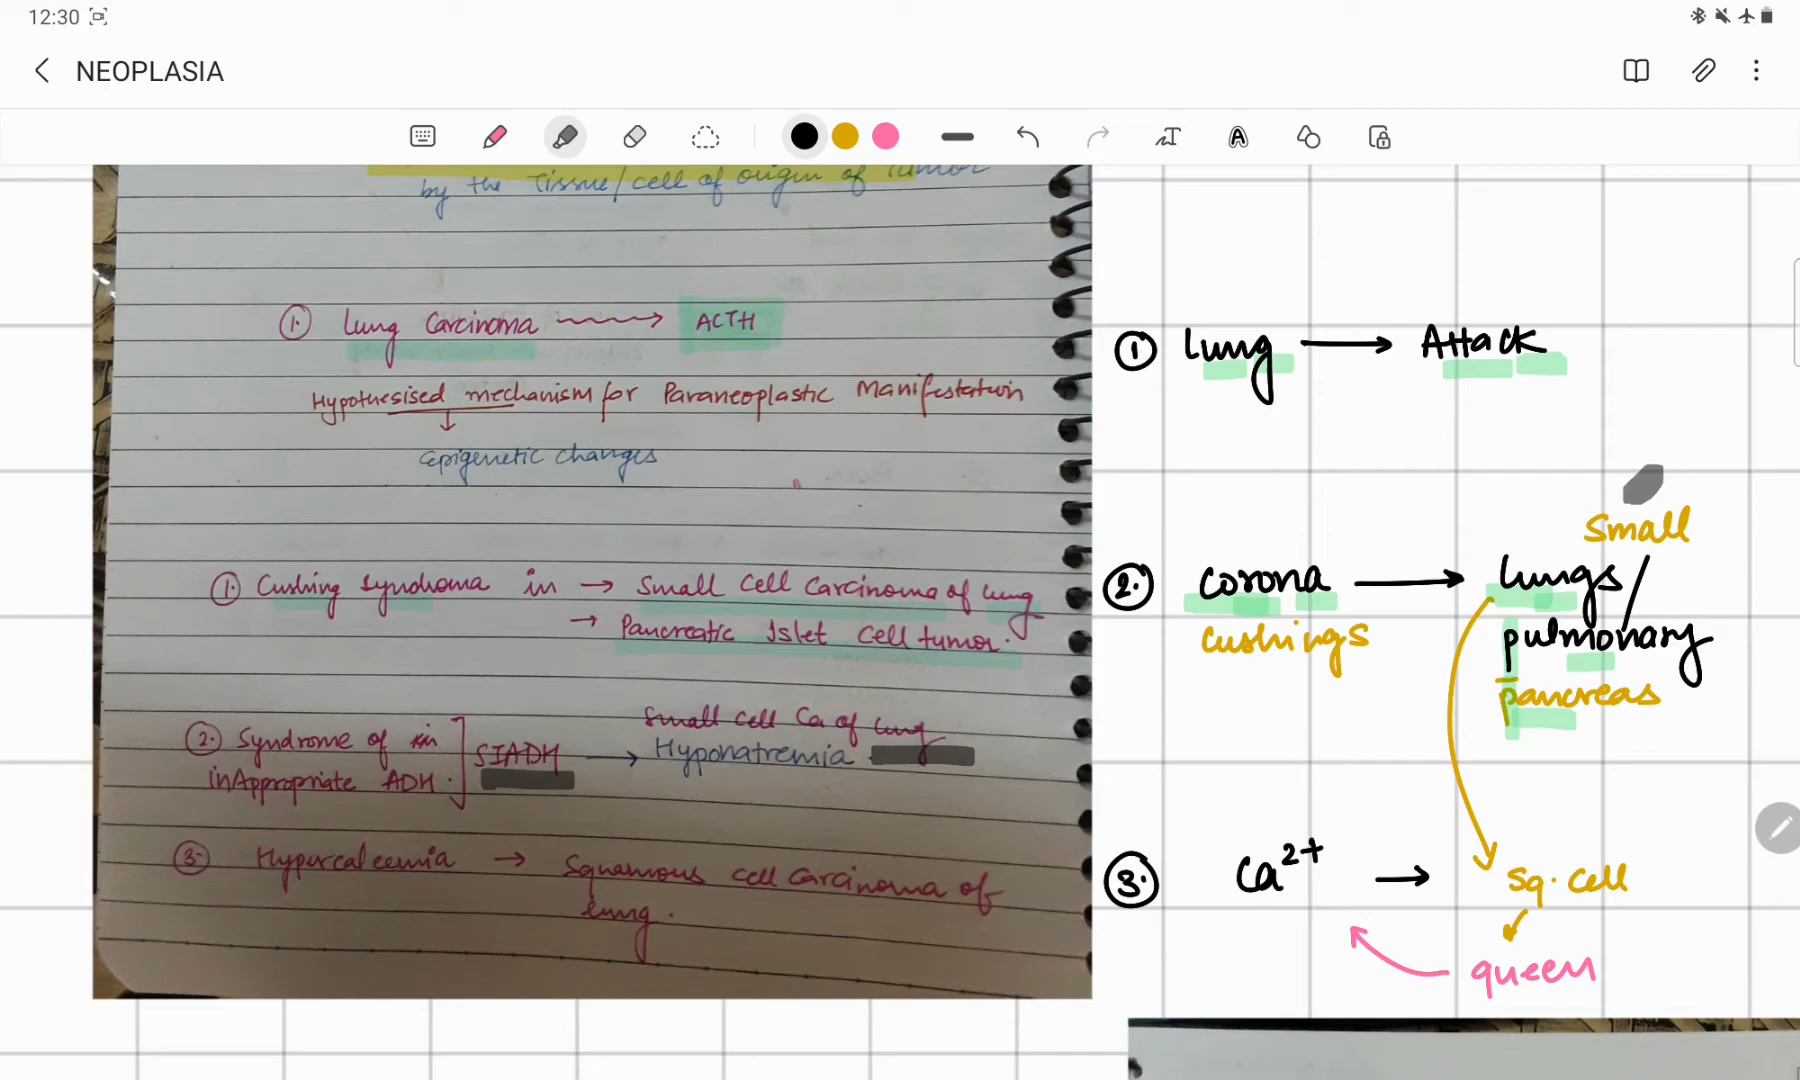 12:30
NEOPLASIA
by the Tissue/cell of origin of Tumor
1. Lung Carcinoma → ACTH
Hypothesised mechanism for Paraneoplastic Manifestation
↓
epigenetic changes
1. Cushing Syndroma in → Small cell Carcinoma of lung
→ Pancreatic Islet Cell tumor.
Small cell Ca of lung
2. Syndrome of in
inAppropriate ADH. ] SIADH → Hyponatremia
3. Hypercalcemia → Squamous cell Carcinoma of
lung.
1 Lung → Attack
small
2. corona → lungs/
cushings pulmonary
pancreas
3. Ca2+ → sq. cell
queen